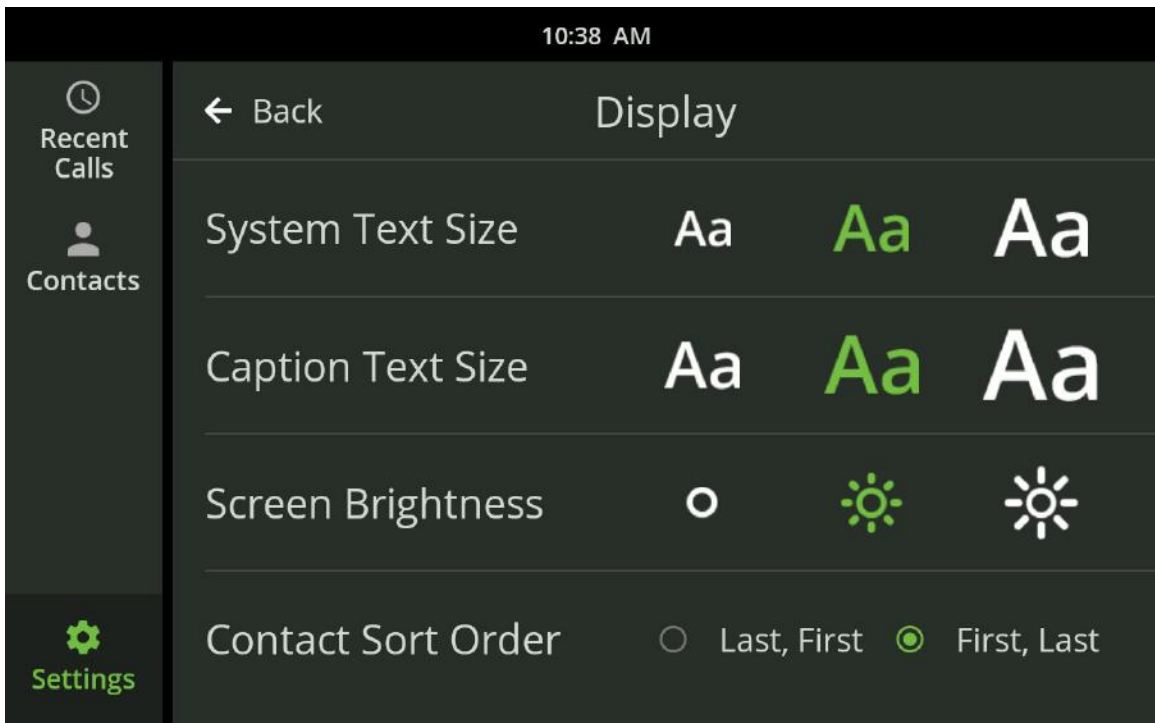 10:38 AM
Recent
Calls
Contacts
Settings
← Back
Display
System Text Size Aa Aa Aa
Caption Text Size Aa Aa Aa
Screen Brightness
Contact Sort Order Last, First First, Last